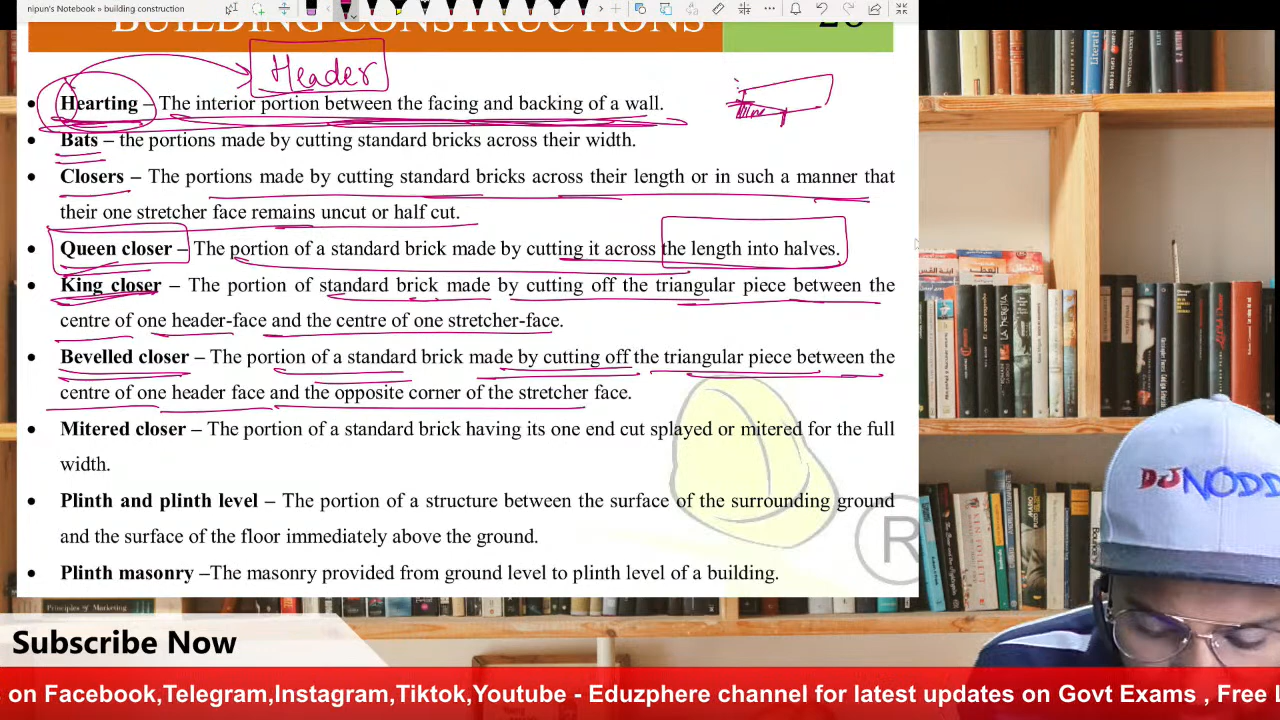 nipun's Notebook » building construction
BUILDING CONSTRUCTIONS
Header
• Hearting – The interior portion between the facing and backing of a wall.
• Bats – the portions made by cutting standard bricks across their width.
• Closers – The portions made by cutting standard bricks across their length or in such a manner that
their one stretcher face remains uncut or half cut.
• Queen closer – The portion of a standard brick made by cutting it across the length into halves.
• King closer – The portion of standard brick made by cutting off the triangular piece between the
centre of one header-face and the centre of one stretcher-face.
• Bevelled closer – The portion of a standard brick made by cutting off the triangular piece between the
centre of one header face and the opposite corner of the stretcher face.
• Mitered closer – The portion of a standard brick having its one end cut splayed or mitered for the full
width.
• Plinth and plinth level – The portion of a structure between the surface of the surrounding ground
and the surface of the floor immediately above the ground.
• Plinth masonry –The masonry provided from ground level to plinth level of a building.
R
DJ NODD
Principles of Marketing
Subscribe Now
on Facebook,Telegram,Instagram,Tiktok,Youtube - Eduzphere channel for latest updates on Govt Exams , Free